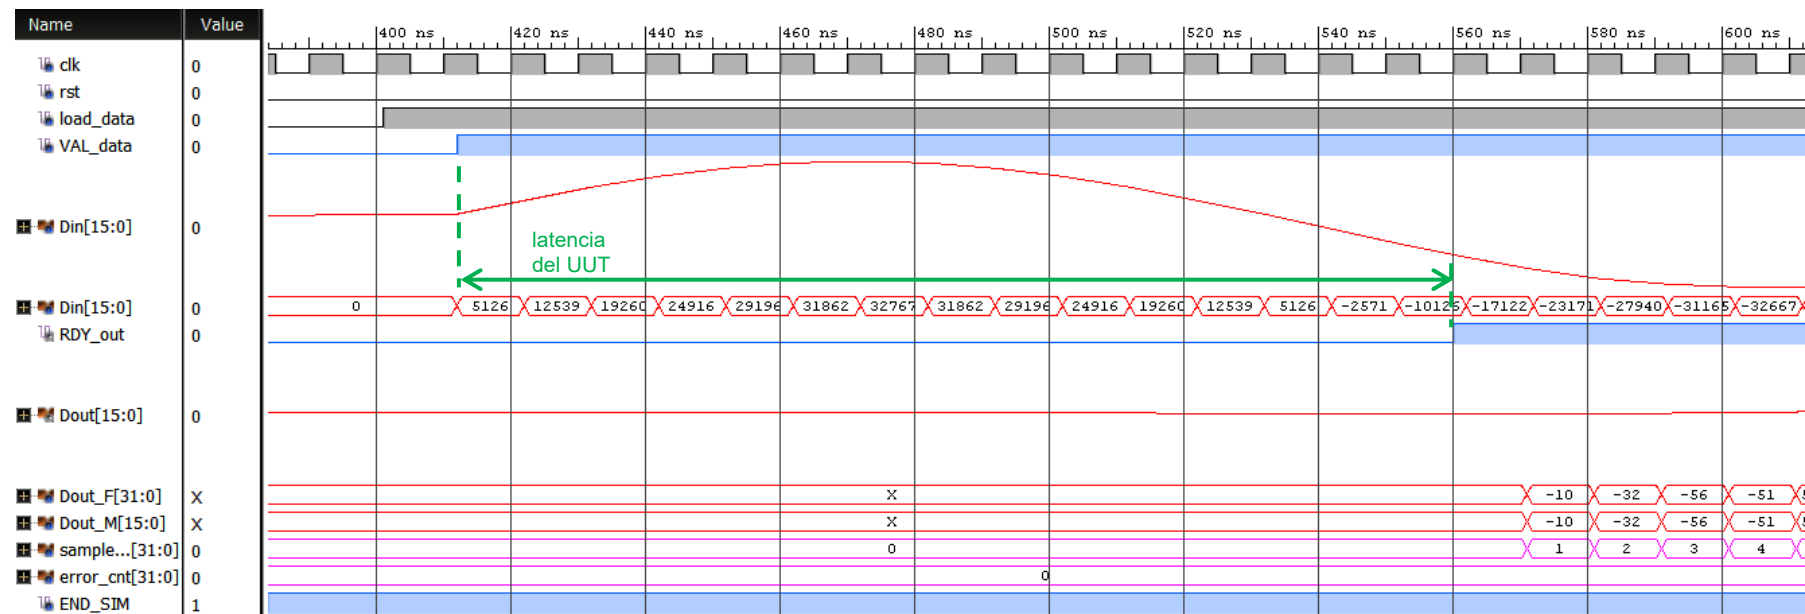 Name Value
400 ns 420 ns 440 ns 460 ns 480 ns 500 ns 520 ns 540 ns 560 ns 580 ns 600 ns
clk 0
rst 0
load_data 0
VAL_data 0
Din[15:0] 0
latencia
del UUT
Din[15:0] 0 0 5126 12539 19260 24916 29196 31862 32767 31862 29196 24916 19260 12539 5126 -2571 -10126 -17122 -23171 -27940 -31165 -32667
RDY_out 0
Dout[15:0] 0
Dout_F[31:0] X X -10 -32 -56 -51
Dout_M[15:0] X X -10 -32 -56 -51
sample...[31:0] 0 0 1 2 3 4
error_cnt[31:0] 0 0
END_SIM 1